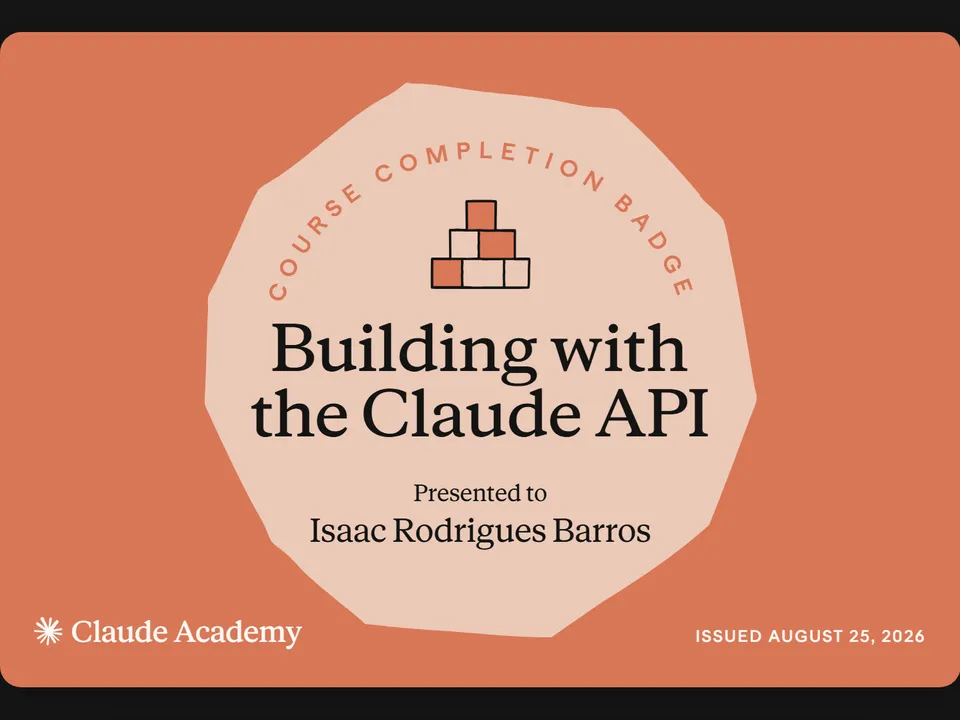 COURSE COMPLETION BADGE
Building with
the Claude API
Presented to
Isaac Rodrigues Barros
Claude Academy
ISSUED AUGUST 25, 2026